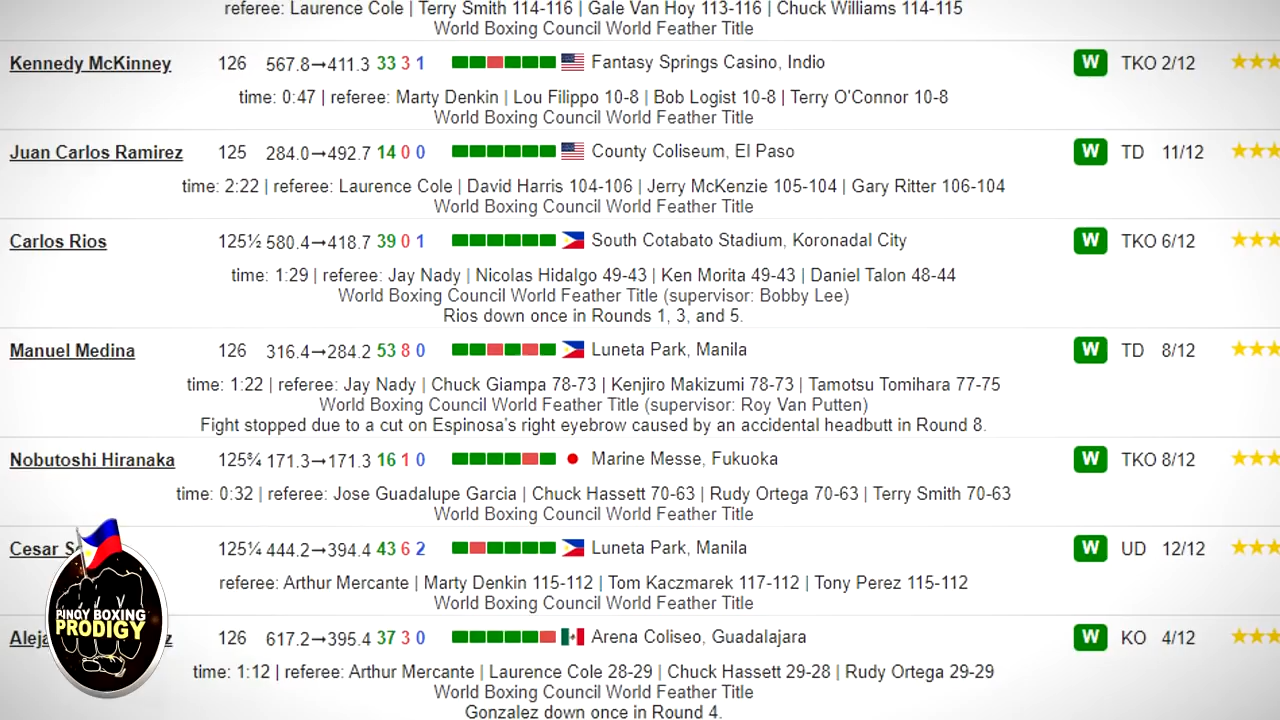 referee: Laurence Cole | Terry Smith 114-116 | Gale Van Hoy 113-116 | Chuck Williams 114-115
World Boxing Council World Feather Title
Kennedy McKinney 126 567.8→411.3 33 3 1 Fantasy Springs Casino, Indio W TKO 2/12
time: 0:47 | referee: Marty Denkin | Lou Filippo 10-8 | Bob Logist 10-8 | Terry O'Connor 10-8
World Boxing Council World Feather Title
Juan Carlos Ramirez 125 284.0→492.7 14 0 0 County Coliseum, El Paso W TD 11/12
time: 2:22 | referee: Laurence Cole | David Harris 104-106 | Jerry McKenzie 105-104 | Gary Ritter 106-104
World Boxing Council World Feather Title
Carlos Rios 125½ 580.4→418.7 39 0 1 South Cotabato Stadium, Koronadal City W TKO 6/12
time: 1:29 | referee: Jay Nady | Nicolas Hidalgo 49-43 | Ken Morita 49-43 | Daniel Talon 48-44
World Boxing Council World Feather Title (supervisor: Bobby Lee)
Rios down once in Rounds 1, 3, and 5.
Manuel Medina 126 316.4→284.2 53 8 0 Luneta Park, Manila W TD 8/12
time: 1:22 | referee: Jay Nady | Chuck Giampa 78-73 | Kenjiro Makizumi 78-73 | Tamotsu Tomihara 77-75
World Boxing Council World Feather Title (supervisor: Roy Van Putten)
Fight stopped due to a cut on Espinosa's right eyebrow caused by an accidental headbutt in Round 8.
Nobutoshi Hiranaka 125¾ 171.3→171.3 16 1 0 Marine Messe, Fukuoka W TKO 8/12
time: 0:32 | referee: Jose Guadalupe Garcia | Chuck Hassett 70-63 | Rudy Ortega 70-63 | Terry Smith 70-63
World Boxing Council World Feather Title
Cesar 125¼ 444.2→394.4 43 6 2 Luneta Park, Manila W UD 12/12
referee: Arthur Mercante | Marty Denkin 115-112 | Tom Kaczmarek 117-112 | Tony Perez 115-112
World Boxing Council World Feather Title
126 617.2→395.4 37 3 0 Arena Coliseo, Guadalajara W KO 4/12
time: 1:12 | referee: Arthur Mercante | Laurence Cole 28-29 | Chuck Hassett 29-28 | Rudy Ortega 29-29
World Boxing Council World Feather Title
Gonzalez down once in Round 4.
PINOY BOXING
PRODIGY